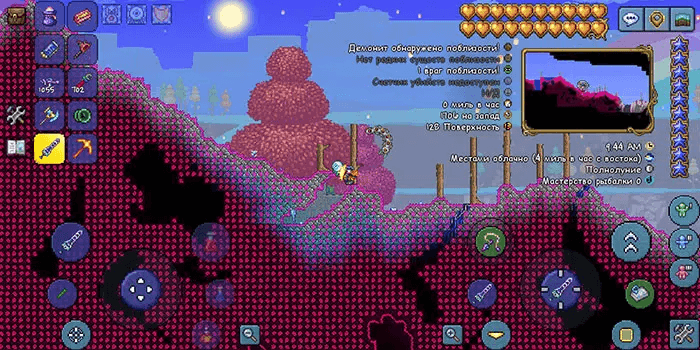 Демонит обнаружено поблизости!
Нет редких существ поблизости!
1 враг поблизости!
Счетчик убийств недоступен
Н/Д
0 миль в час
1706 на запад
120 Поверхность
9:44 AM
Местами облачно (4 миль в час с востока)
Полнолуние
Мастерство рыбалки 0
1055
702